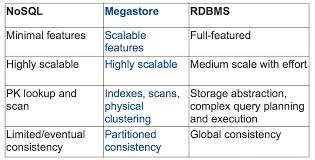 NoSQL Megastore RDBMS
Minimal features Scalable Full-featured
features
Highly scalable Highly scalable Medium scale with effort
PK lookup and Indexes, scans, Storage abstraction,
scan physical complex query planning
clustering and execution
Limited/eventual Partitioned Global consistency
consistency consistency